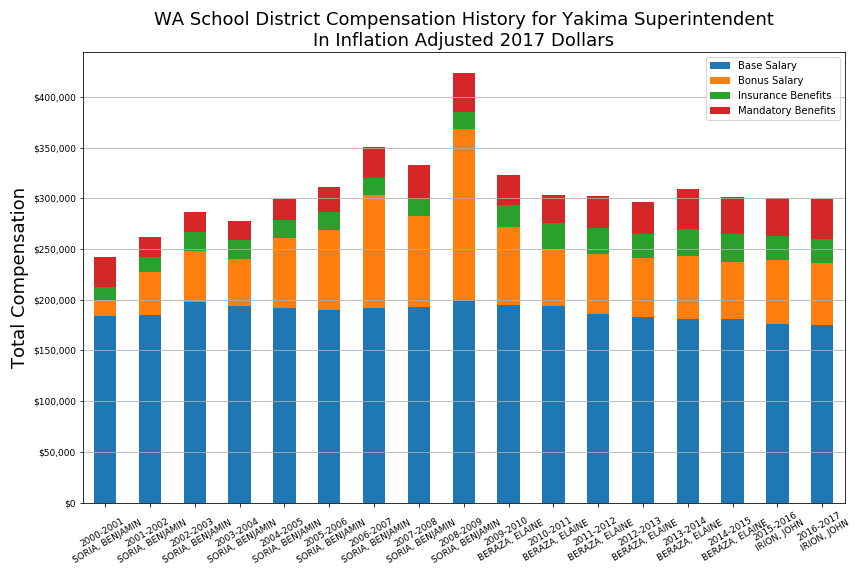 WA School District Compensation History for Yakima Superintendent
In Inflation Adjusted 2017 Dollars
Base Salary
Bonus Salary
Insurance Benefits
Mandatory Benefits
Total Compensation
$400,000
$350,000
$300,000
$250,000
$200,000
$150,000
$100,000
$50,000
$0
2000-2001
SORIA, BENJAMIN
2001-2002
SORIA, BENJAMIN
2002-2003
SORIA, BENJAMIN
2003-2004
SORIA, BENJAMIN
2004-2005
SORIA, BENJAMIN
2005-2006
SORIA, BENJAMIN
2006-2007
SORIA, BENJAMIN
2007-2008
SORIA, BENJAMIN
2008-2009
SORIA, BENJAMIN
2009-2010
BERAZA, ELAINE
2010-2011
BERAZA, ELAINE
2011-2012
BERAZA, ELAINE
2012-2013
BERAZA, ELAINE
2013-2014
BERAZA, ELAINE
2014-2015
BERAZA, ELAINE
2015-2016
IRION, JOHN
2016-2017
IRION, JOHN